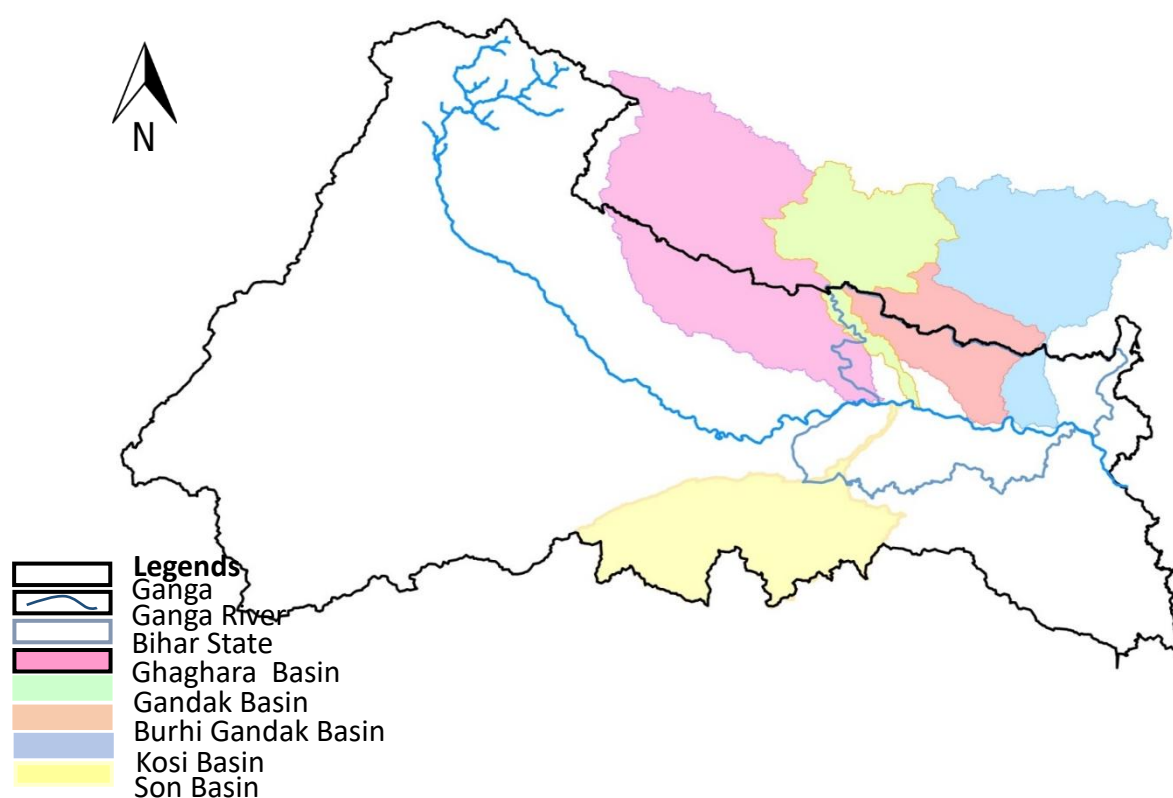 N
Legends
Ganga
Ganga River
Bihar State
Ghaghara Basin
Gandak Basin
Burhi Gandak Basin
Kosi Basin
Son Basin